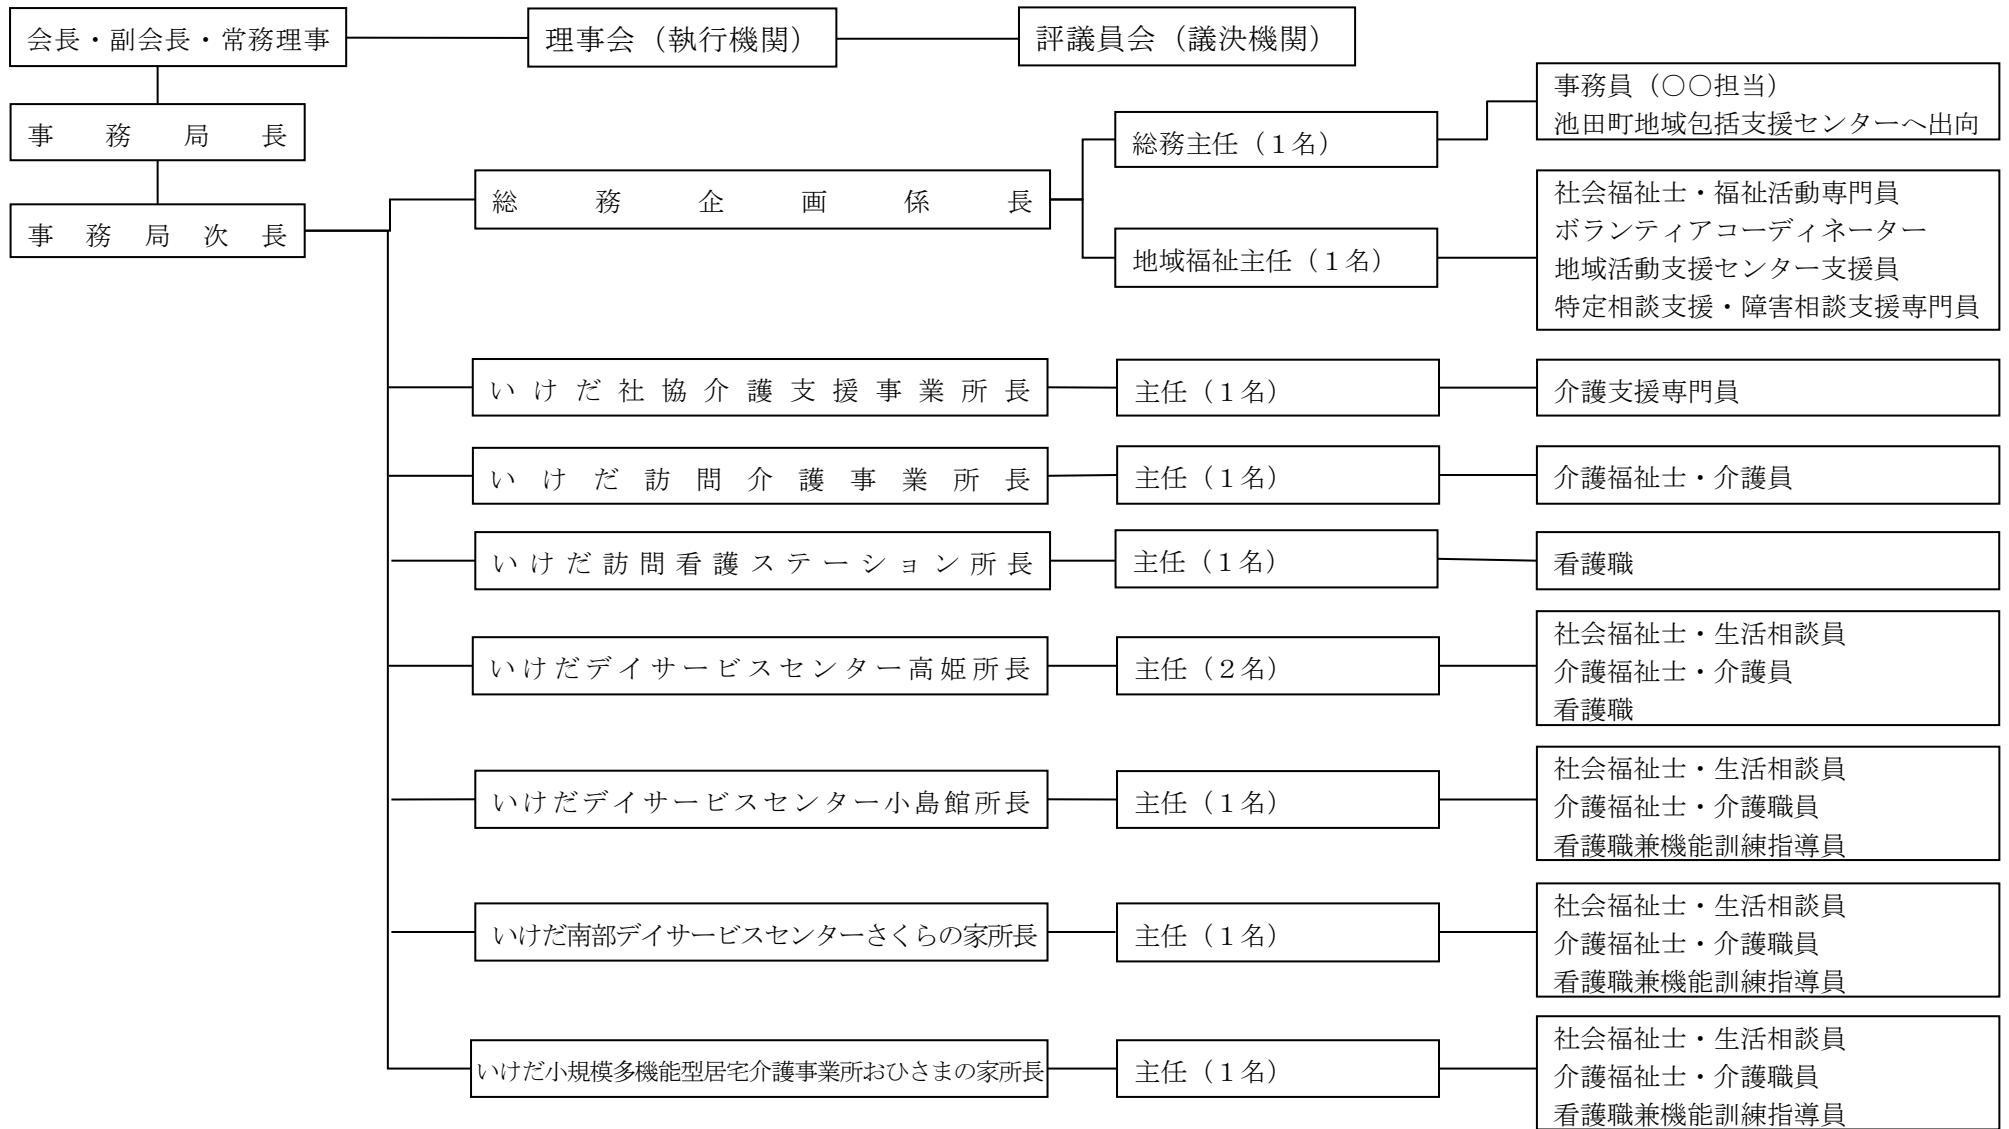 会長・副会長・常務理事
理事会（執行機関）
評議員会（議決機関）
事務局長
事務局次長
総務企画係長
総務主任（１名）
事務員（○○担当）
池田町地域包括支援センターへ出向
地域福祉主任（１名）
社会福祉士・福祉活動専門員
ボランティアコーディネーター
地域活動支援センター支援員
特定相談支援・障害相談支援専門員
いけだ社協介護支援事業所長
主任（１名）
介護支援専門員
いけだ訪問介護事業所長
主任（１名）
介護福祉士・介護員
いけだ訪問看護ステーション所長
主任（１名）
看護職
いけだデイサービスセンター高姫所長
主任（２名）
社会福祉士・生活相談員
介護福祉士・介護員
看護職
いけだデイサービスセンター小島館所長
主任（１名）
社会福祉士・生活相談員
介護福祉士・介護職員
看護職兼機能訓練指導員
いけだ南部デイサービスセンターさくらの家所長
主任（１名）
社会福祉士・生活相談員
介護福祉士・介護職員
看護職兼機能訓練指導員
いけだ小規模多機能型居宅介護事業所おひさまの家所長
主任（１名）
社会福祉士・生活相談員
介護福祉士・介護職員
看護職兼機能訓練指導員